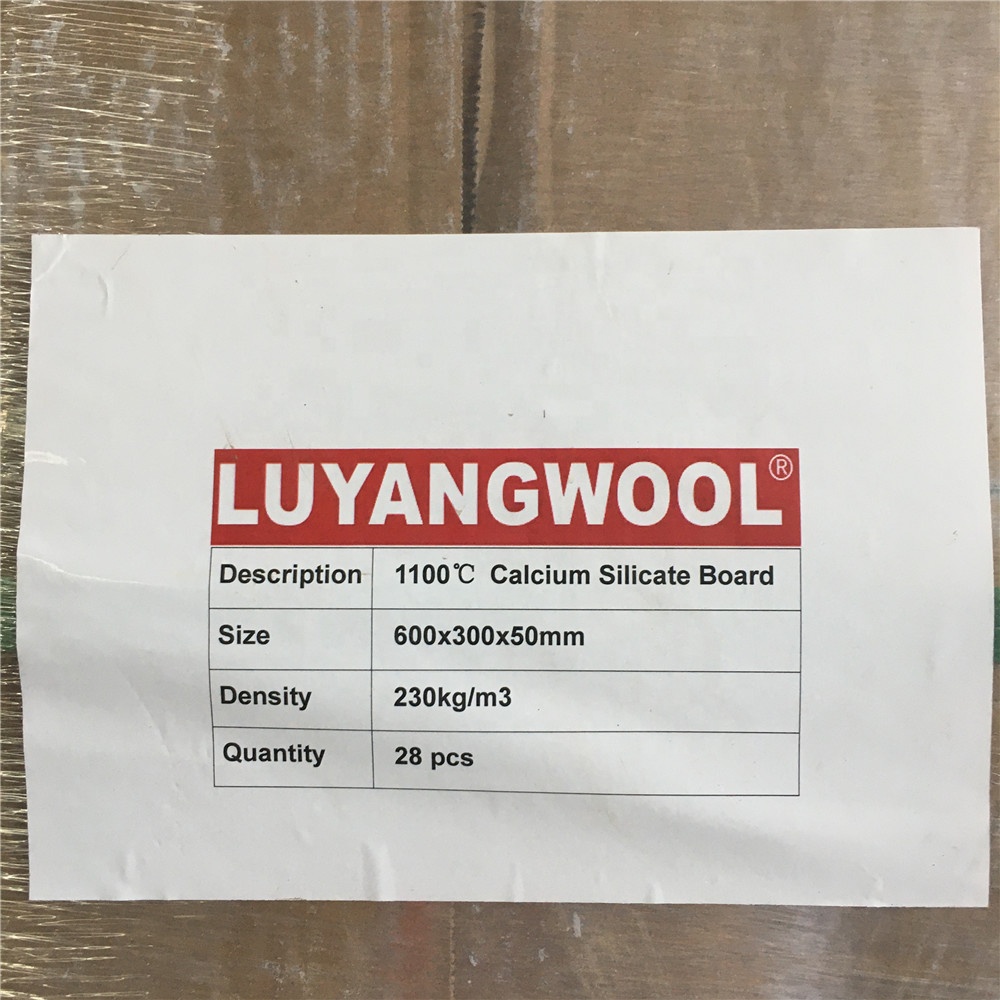 LUYANGWOOL®
Description 1100℃ Calcium Silicate Board
Size 600x300x50mm
Density 230kg/m3
Quantity 28 pcs